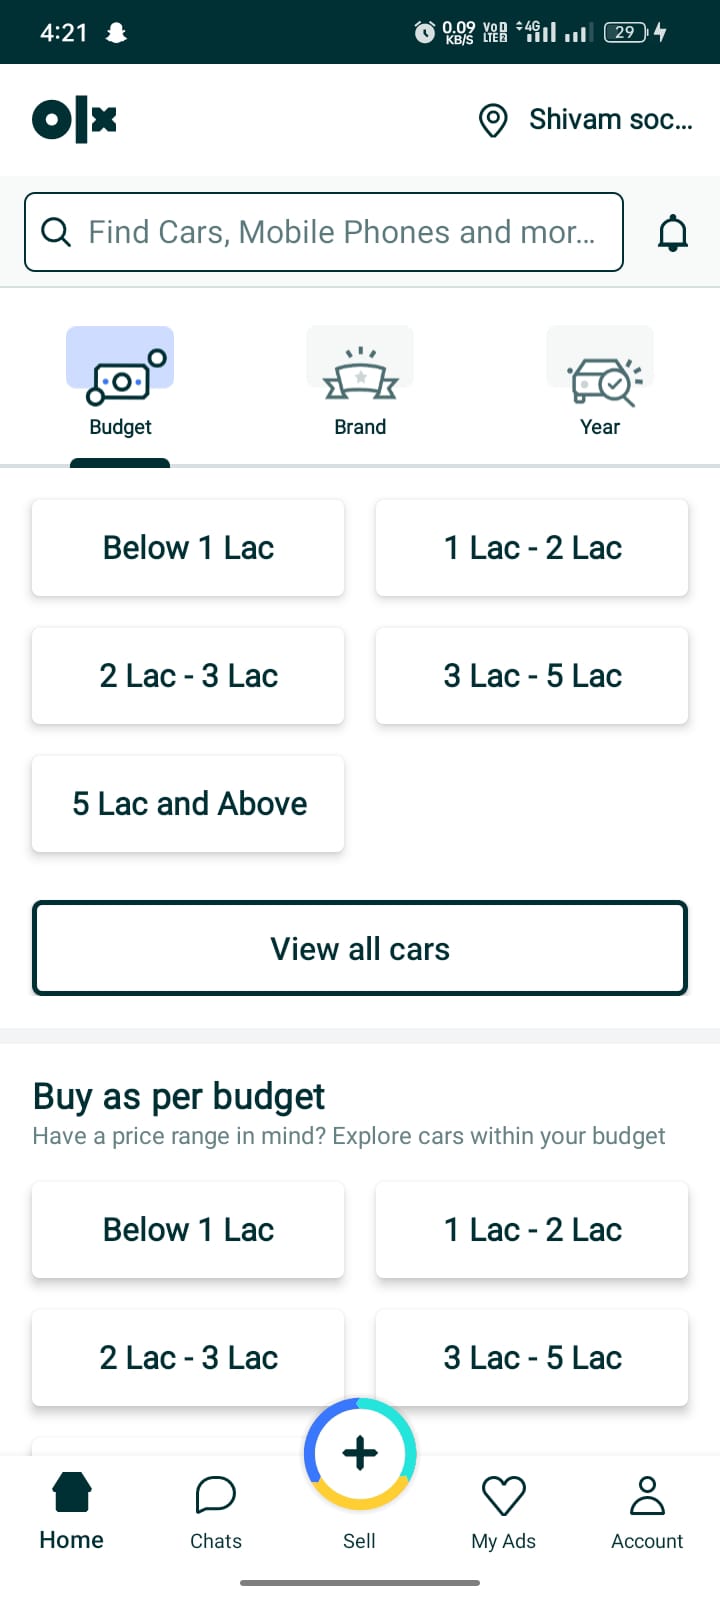 4:21 0.09 KB/S VoD LTE2 4G 29
olx Shivam soc...
Find Cars, Mobile Phones and mor...
Budget Brand Year
Below 1 Lac 1 Lac - 2 Lac
2 Lac - 3 Lac 3 Lac - 5 Lac
5 Lac and Above
View all cars
Buy as per budget
Have a price range in mind? Explore cars within your budget
Below 1 Lac 1 Lac - 2 Lac
2 Lac - 3 Lac 3 Lac - 5 Lac
Home Chats Sell My Ads Account